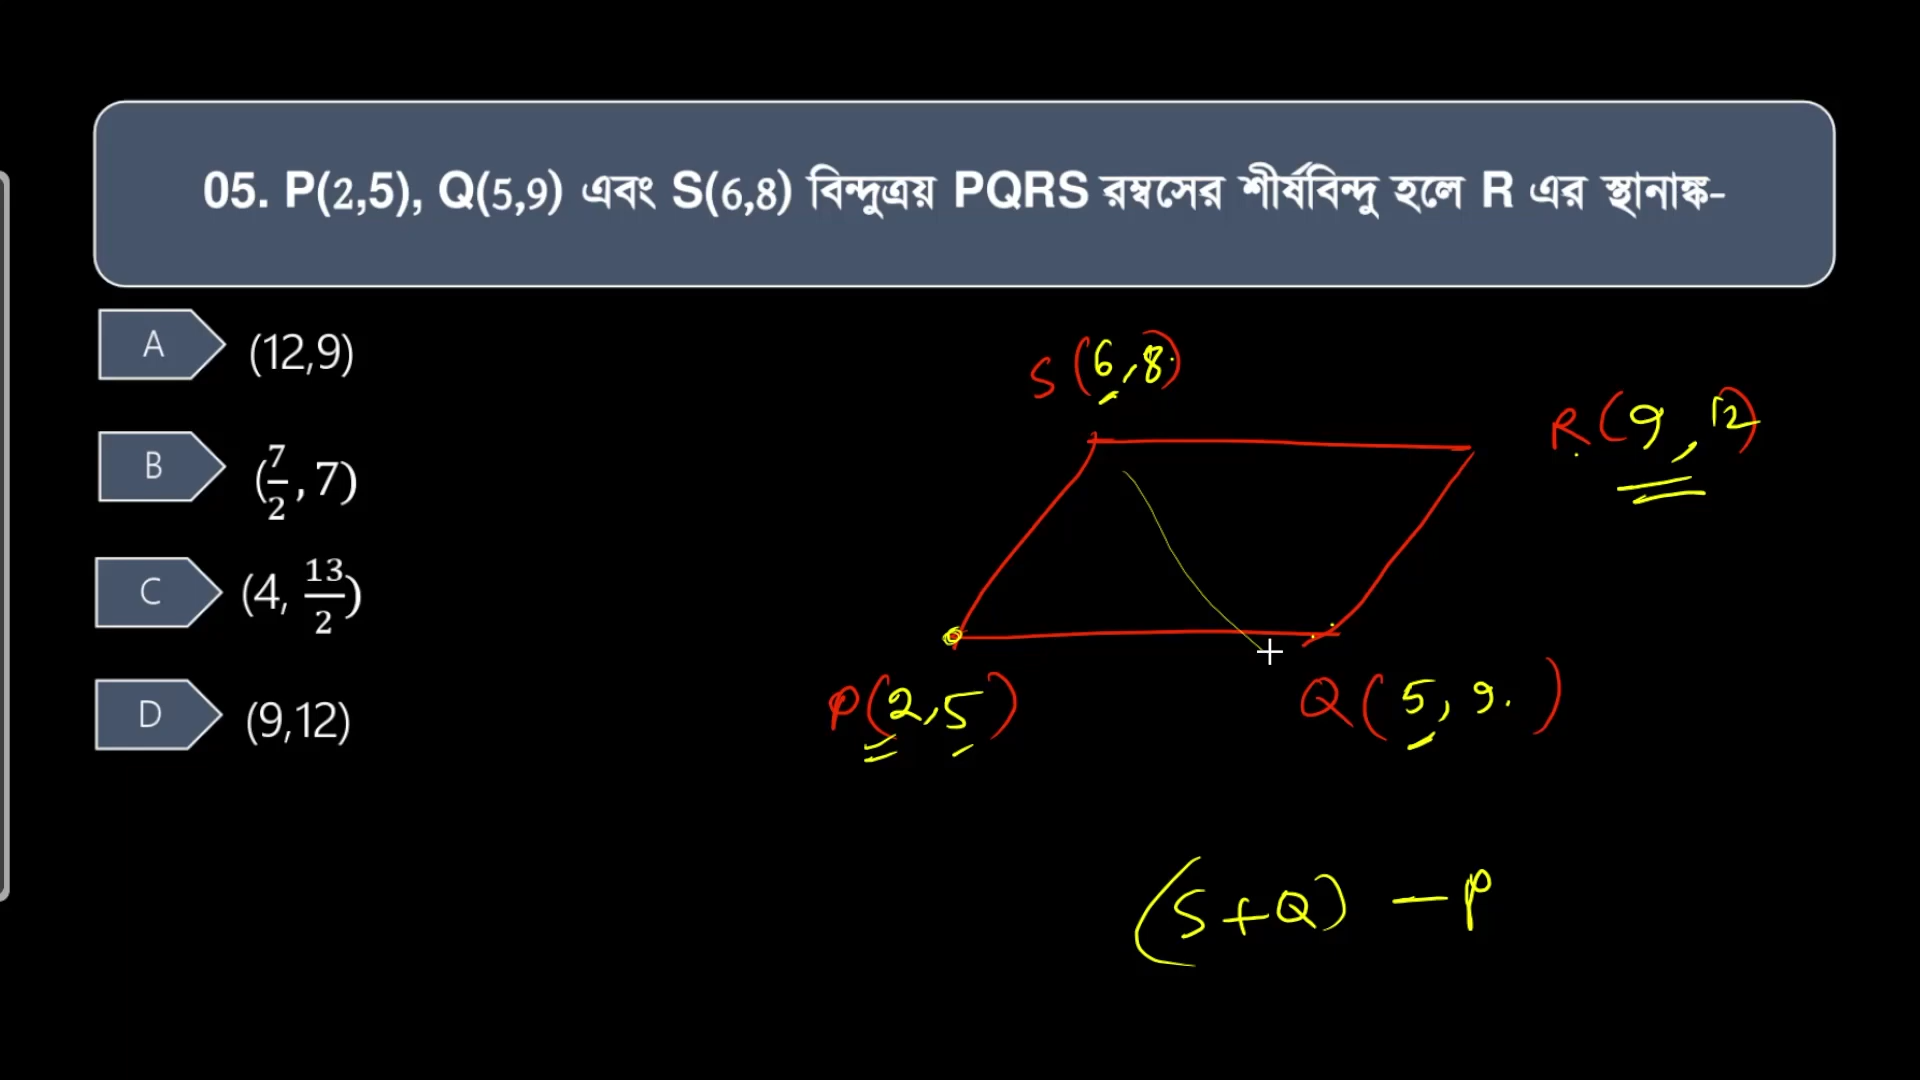 05. P(2,5), Q(5,9) এবং S(6,8) বিন্দুত্রয় PQRS রম্বসের শীর্ষবিন্দু হলে R এর স্থানাঙ্ক-
A (12,9)
B (7/2, 7)
C (4, 13/2)
D (9,12)
S (6,8)
R (9, 12)
P(2,5)
Q (5, 9)
(S+Q) - P